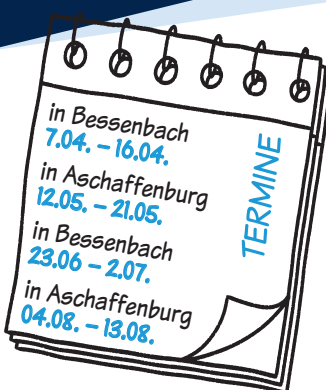 in Bessenbach
7.04. – 16.04.
in Aschaffenburg
12.05. – 21.05.
in Bessenbach
23.06 – 2.07.
in Aschaffenburg
04.08. – 13.08.
TERMINE